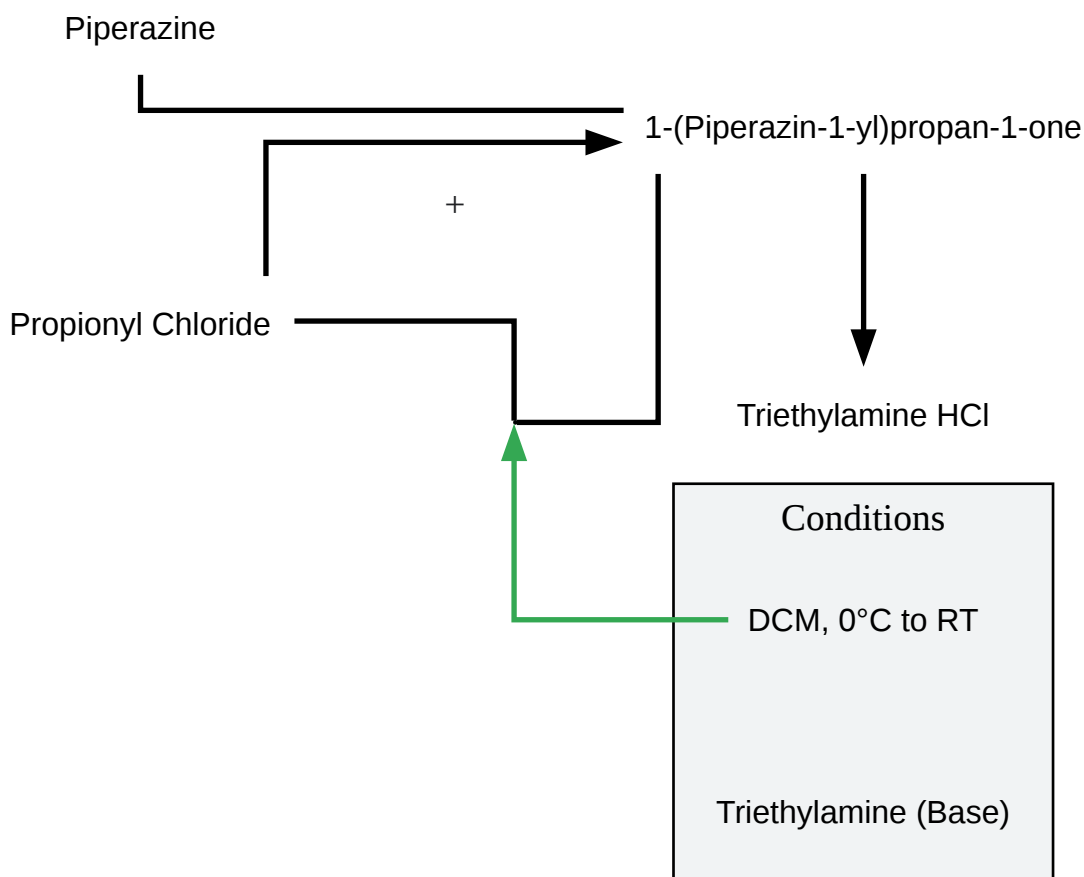 Piperazine
1-(Piperazin-1-yl)propan-1-one
+
Propionyl Chloride
Triethylamine HCl
Conditions
DCM, 0°C to RT
Triethylamine (Base)